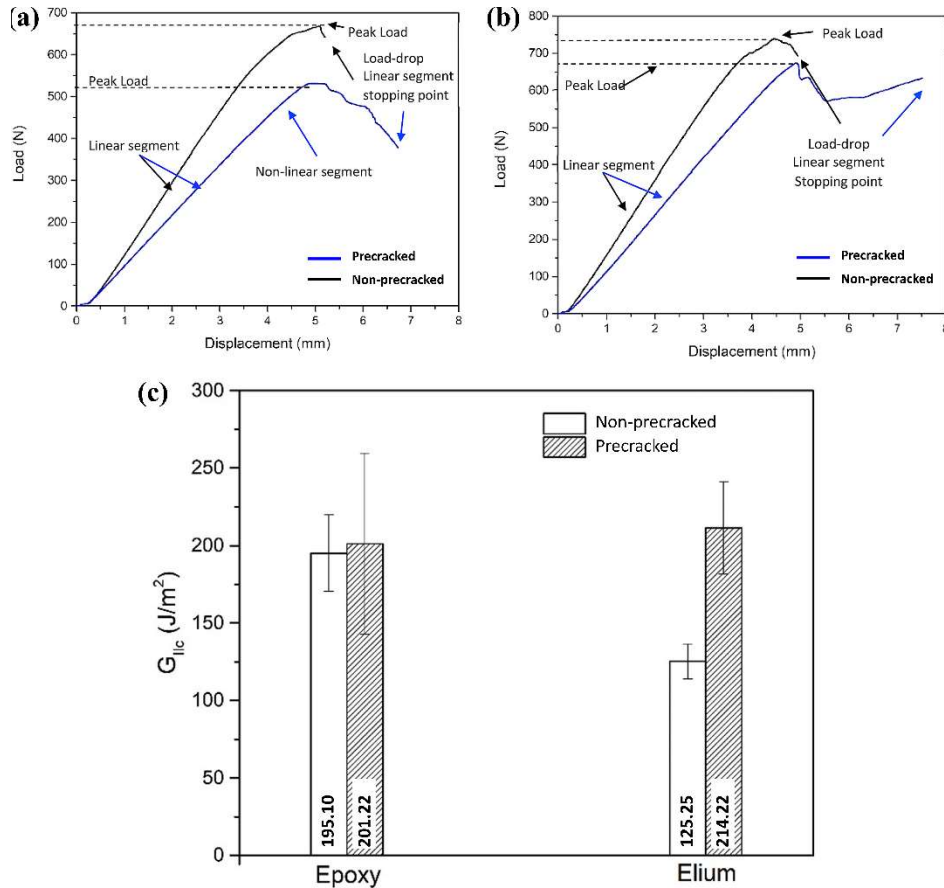 (a)
700
600
500
400
300
200
100
0
Load (N)
Peak Load
Peak Load
Load-drop
Linear segment
stopping point
Linear segment
Non-linear segment
Precracked
Non-precracked
0 1 2 3 4 5 6 7 8
Displacement (mm)
(b)
800
700
600
500
400
300
200
100
0
Load (N)
Peak Load
Peak Load
Linear segment
Load-drop
Linear segment
Stopping point
Precracked
Non-precracked
0 1 2 3 4 5 6 7 8
Displacement (mm)
(c)
300
250
200
150
100
50
0
G_IIc (J/m²)
Non-precracked
Precracked
195.10
201.22
125.25
214.22
Epoxy Elium